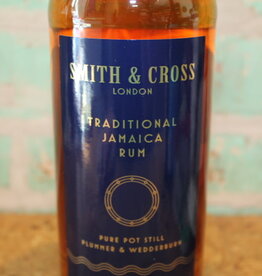 SMITH & CROSS
LONDON
TRADITIONAL
JAMAICA
RUM
PURE POT STILL
PLUMMER & WEDDERBURN